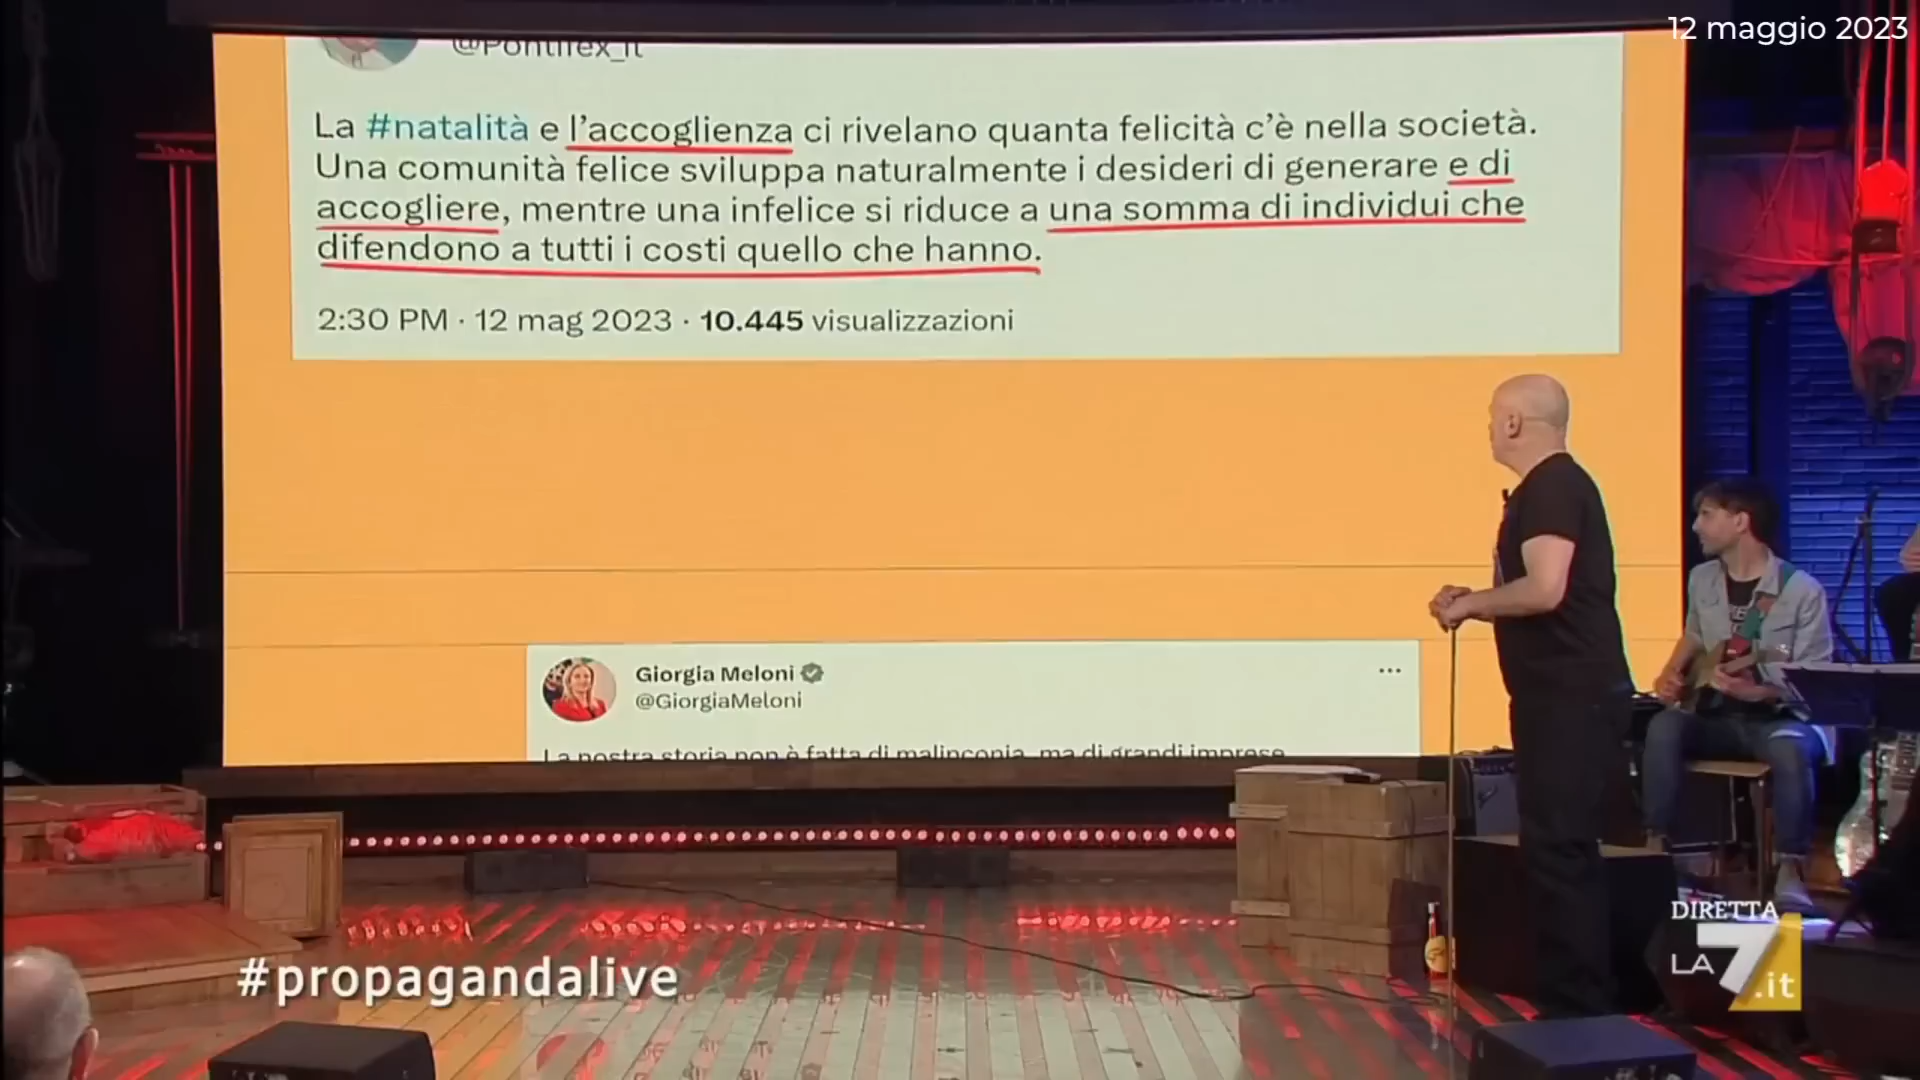 12 maggio 2023
@Pontifex_it
La #natalità e l'accoglienza ci rivelano quanta felicità c'è nella società.
Una comunità felice sviluppa naturalmente i desideri di generare e di
accogliere, mentre una infelice si riduce a una somma di individui che
difendono a tutti i costi quello che hanno.
2:30 PM · 12 mag 2023 · 10.445 visualizzazioni
Giorgia Meloni
@GiorgiaMeloni
La nostra storia non è fatta di malinconia, ma di grandi imprese
#propagandalive
DIRETTA
LA7.it